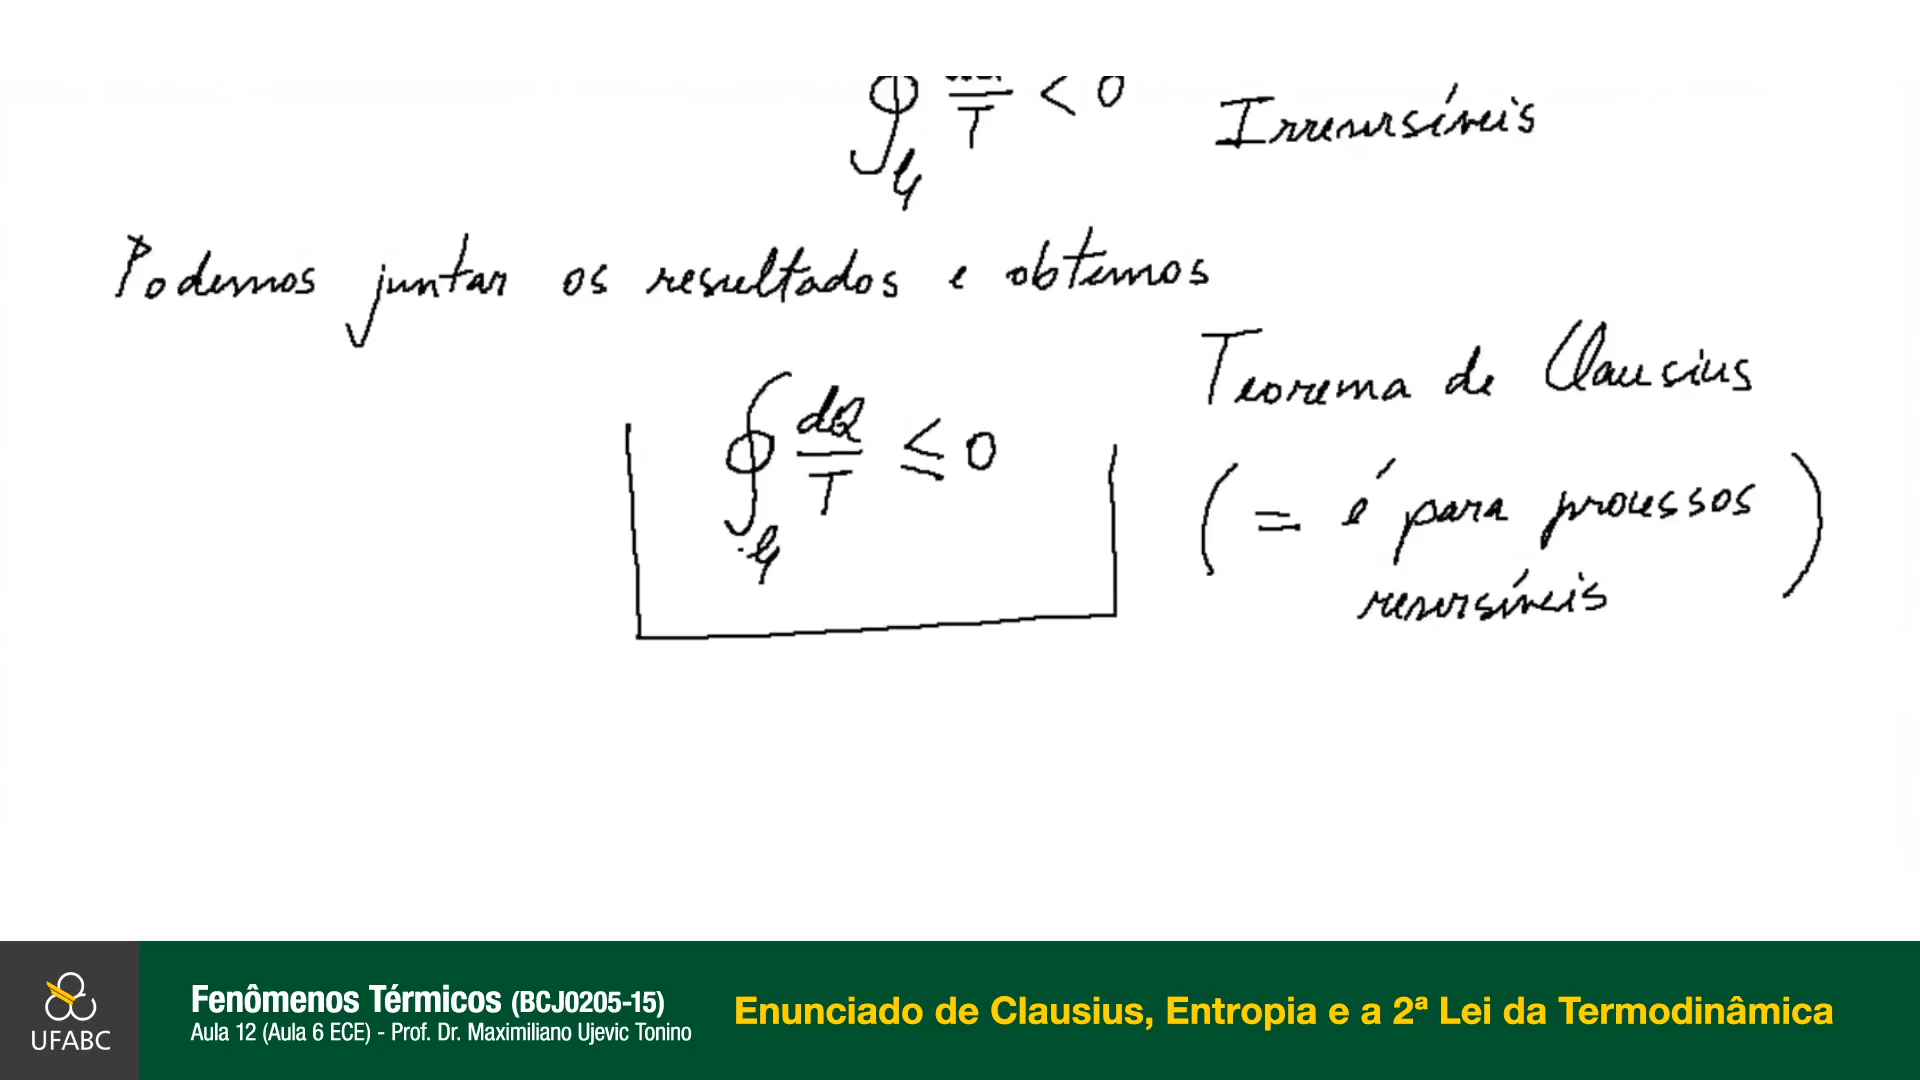 ∮ dQ/T < 0 Irreversíveis
Podemos juntar os resultados e obtemos
Teorema de Clausius
∮ dQ/T ≤ 0 (= é para processos
reversíveis)
UFABC
Fenômenos Térmicos (BCJ0205-15)
Aula 12 (Aula 6 ECE) - Prof. Dr. Maximiliano Ujevic Tonino
Enunciado de Clausius, Entropia e a 2ª Lei da Termodinâmica